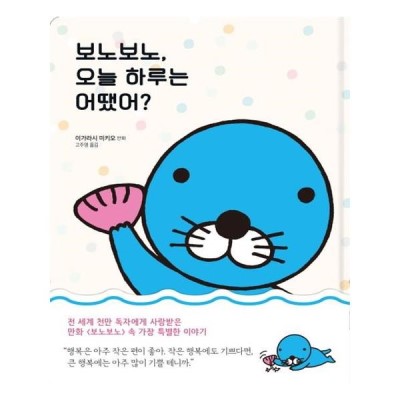 보노보노,
오늘 하루는
어땠어?
이가라시 미키오 만화
고주영 옮김
전 세계 천만 독자에게 사랑받은
만화 《보노보노》 속 가장 특별한 이야기
"행복은 아주 작은 편이 좋아. 작은 행복에도 기쁘다면,
큰 행복에는 아주 많이 기쁠 테니까."